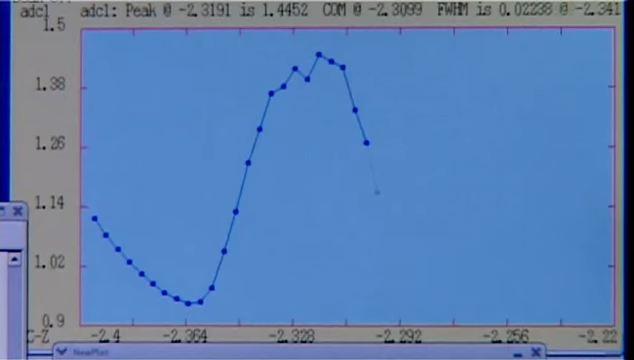 adc1 adc1: Peak @ -2.3191 is 1.4452 COM @ -2.3099 FWHM is 0.02238 @ -2.341
1.5
1.38
1.26
1.14
1.02
0.9
C-Z -2.4 -2.364 -2.328 -2.292 -2.256 -2.22
NewPlot